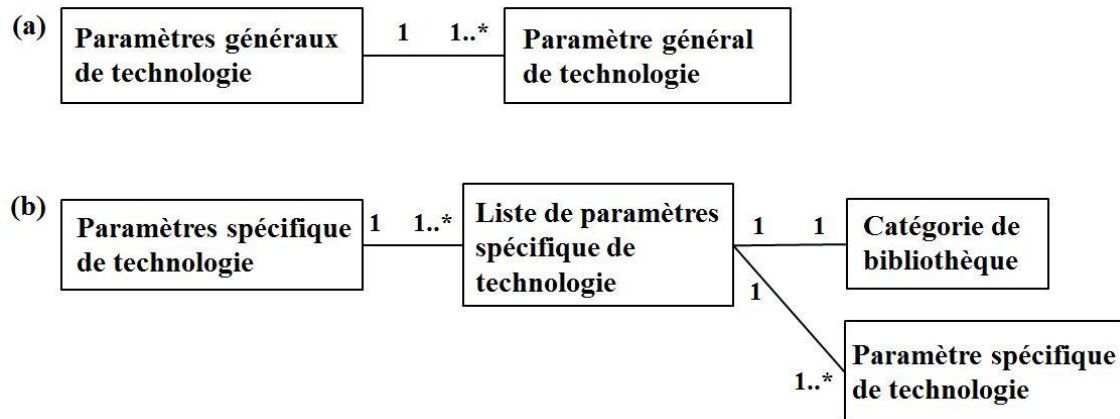 (a)
Paramètres généraux
de technologie
1
1..*
Paramètre général
de technologie
(b)
Paramètres spécifique
de technologie
1
1..*
Liste de paramètres
spécifique de
technologie
1
1
Catégorie de
bibliothèque
1
1..*
Paramètre spécifique
de technologie